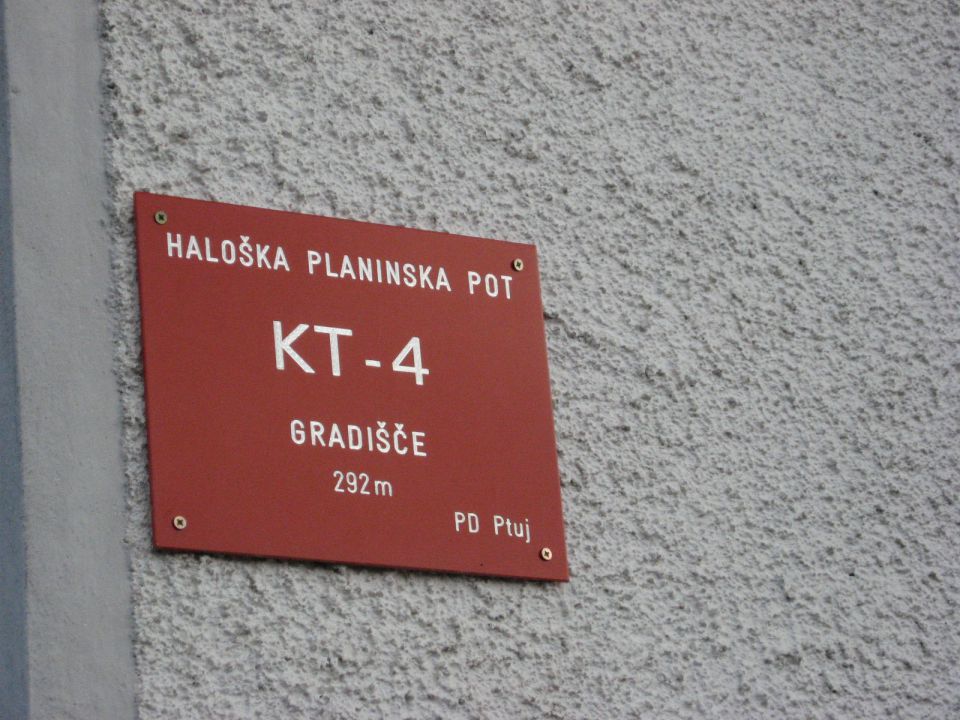 HALOŠKA PLANINSKA POT
KT-4
GRADIŠČE
292m
PD Ptuj